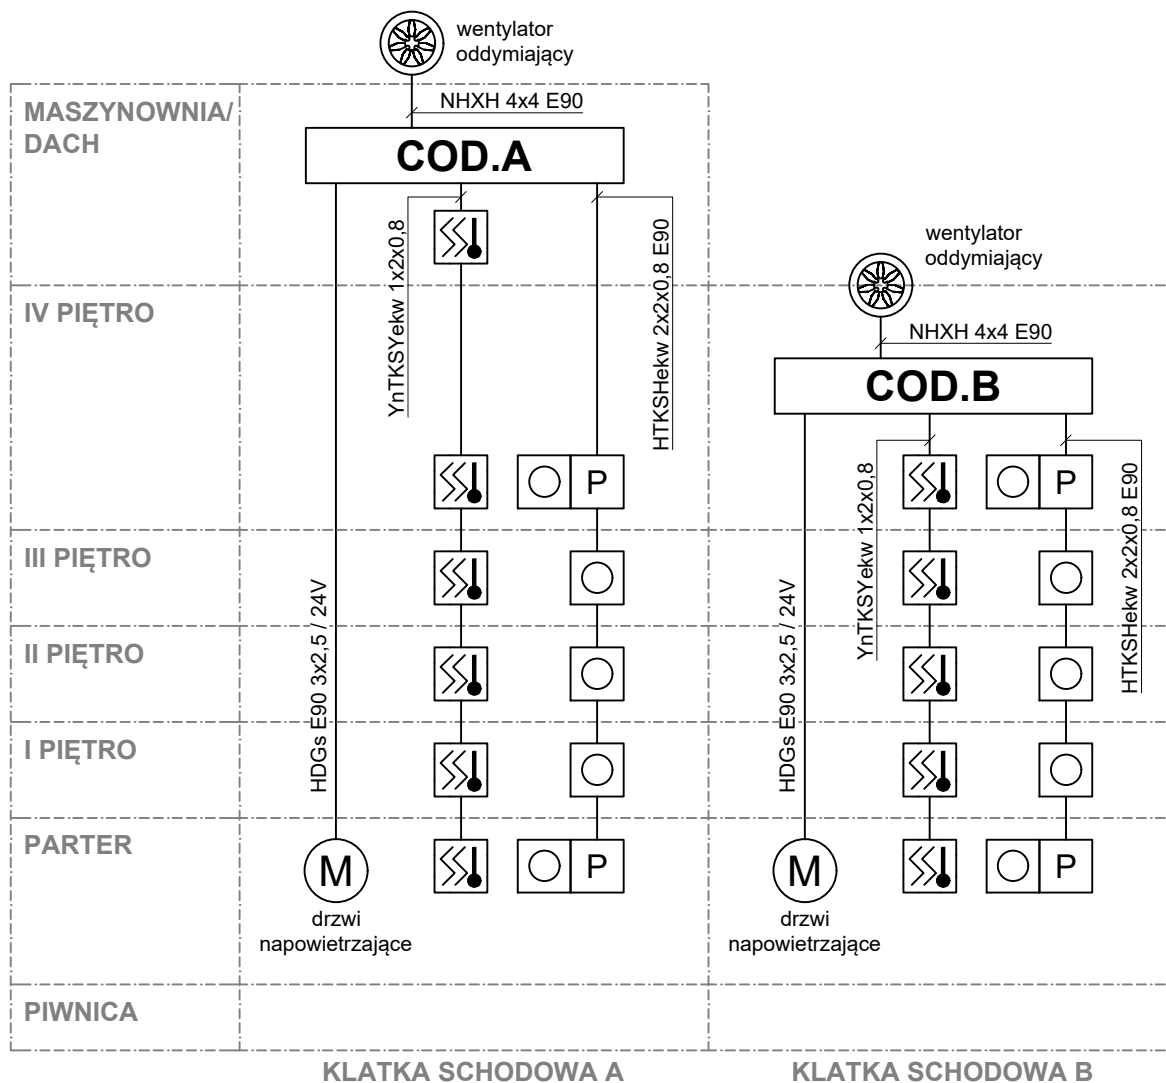 wentylator
oddymiający
MASZYNOWNIA/
DACH
NHXH 4x4 E90
COD.A
YnTKSYekw 1x2x0,8
HTKSHekw 2x2x0,8 E90
wentylator
oddymiający
IV PIĘTRO
NHXH 4x4 E90
COD.B
P
YnTKSYekw 1x2x0,8
P
HTKSHekw 2x2x0,8 E90
III PIĘTRO
HDGs E90 3x2,5 / 24V
HDGs E90 3x2,5 / 24V
II PIĘTRO
I PIĘTRO
PARTER
M
P
M
P
drzwi
napowietrzające
drzwi
napowietrzające
PIWNICA
KLATKA SCHODOWA A
KLATKA SCHODOWA B